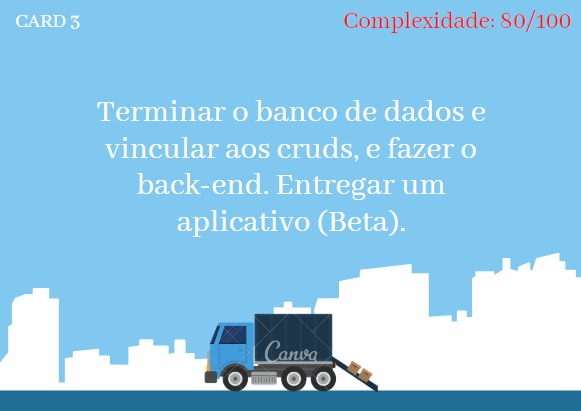 CARD 3
Complexidade: 80/100
Terminar o banco de dados e
vincular aos cruds, e fazer o
back-end. Entregar um
aplicativo (Beta).
Canva